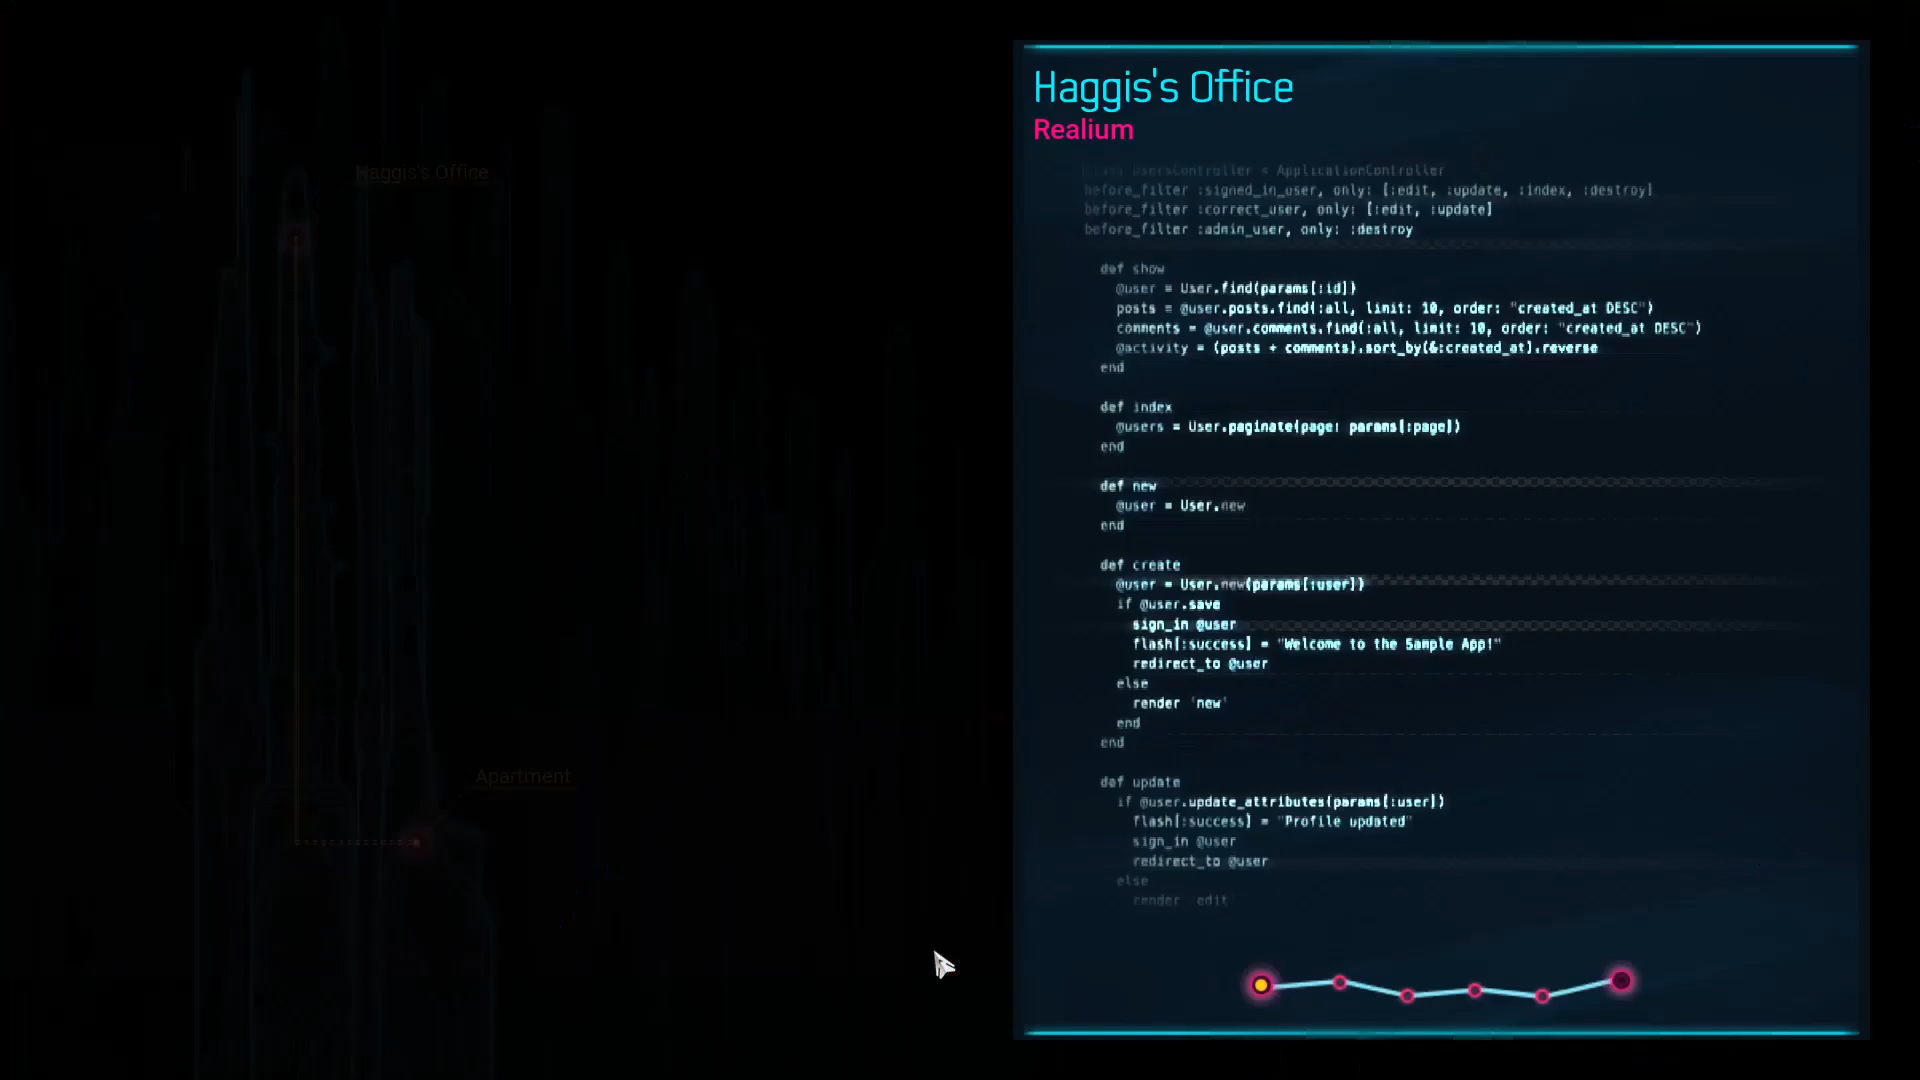 Haggis's Office
Realium
Haggis's Office
Apartment
class UsersController < ApplicationController
before_filter :signed_in_user, only: [:edit, :update, :index, :destroy]
before_filter :correct_user, only: [:edit, :update]
before_filter :admin_user, only: :destroy
def show
@user = User.find(params[:id])
posts = @user.posts.find(:all, limit: 10, order: "created_at DESC")
comments = @user.comments.find(:all, limit: 10, order: "created_at DESC")
@activity = (posts + comments).sort_by(&:created_at).reverse
end
def index
@users = User.paginate(page: params[:page])
end
def new
@user = User.new
end
def create
@user = User.new(params[:user])
if @user.save
sign_in @user
flash[:success] = "Welcome to the Sample App!"
redirect_to @user
else
render 'new'
end
end
def update
if @user.update_attributes(params[:user])
flash[:success] = "Profile updated"
sign_in @user
redirect_to @user
else
render edit